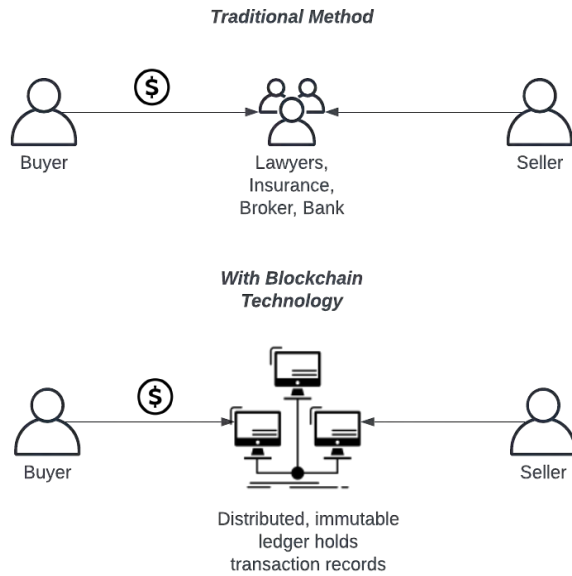 Traditional Method
$
Buyer
Lawyers,
Insurance,
Broker, Bank
Seller
With Blockchain
Technology
$
Buyer
Seller
Distributed, immutable
ledger holds
transaction records